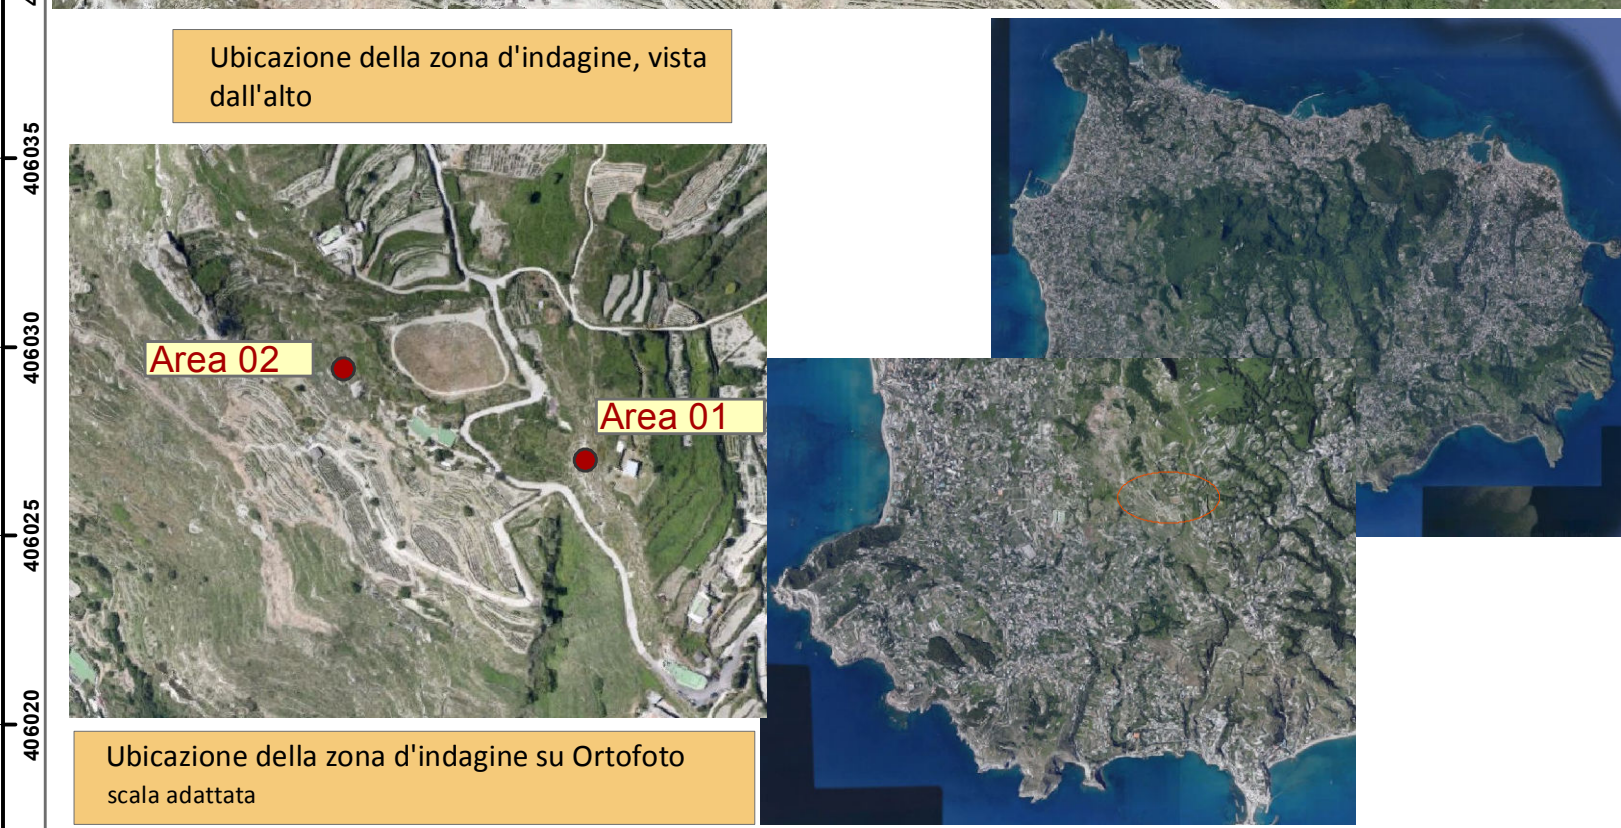 Ubicazione della zona d'indagine, vista
dall'alto
406035
406030
406025
406020
Area 02
Area 01
Ubicazione della zona d'indagine su Ortofoto
scala adattata